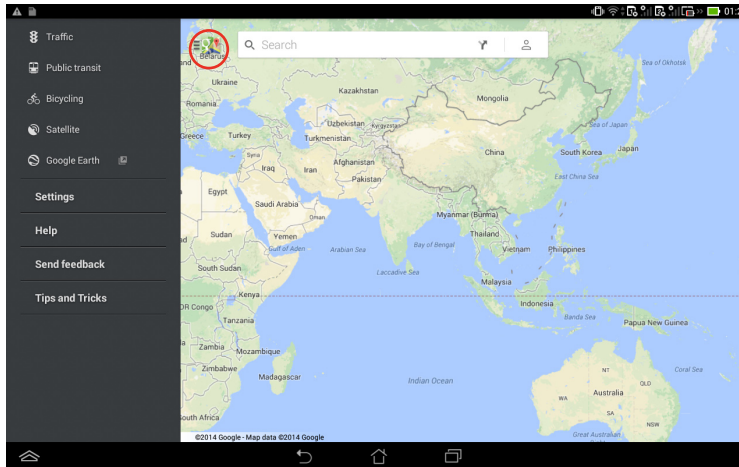 01:2
Traffic
Public transit
Bicycling
Satellite
Google Earth
Settings
Help
Send feedback
Tips and Tricks
Search
Belarus
Ukraine
Kazakhstan
Mongolia
Sea of Okhotsk
Romania
Uzbekistan
Kyrgyzstan
Greece
Turkey
Turkmenistan
Sea of Japan
Syria
Afghanistan
China
South Korea
Japan
Iraq
Iran
Pakistan
East China Sea
Egypt
Saudi Arabia
Oman
Myanmar (Burma)
Sudan
Yemen
Thailand
Gulf of Aden
Arabian Sea
Bay of Bengal
Vietnam
Philippines
South Sudan
Laccadive Sea
Malaysia
Kenya
DR Congo
Indonesia
Tanzania
Banda Sea
Papua New Guinea
Zambia
Mozambique
Zimbabwe
Madagascar
Indian Ocean
NT
Coral Sea
QLD
WA
Australia
SA
South Africa
NSW
Great Australian
©2014 Google - Map data ©2014 Google